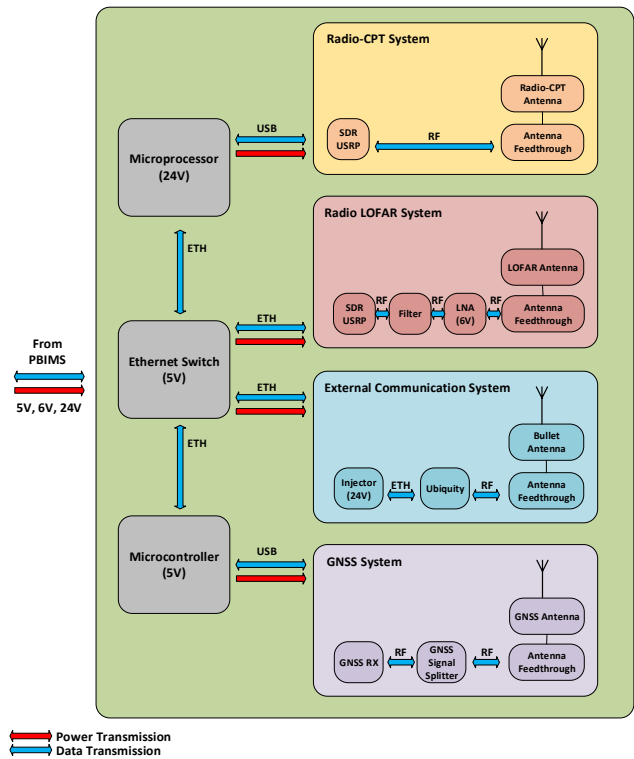 Radio-CPT System
Radio-CPT
Antenna
Antenna
Feedthrough
SDR
USRP
RF
USB
Microprocessor
(24V)
ETH
Radio LOFAR System
LOFAR Antenna
Antenna
Feedthrough
SDR
USRP
RF
Filter
RF
LNA
(6V)
RF
ETH
Ethernet Switch
(5V)
From
PBIMS
5V, 6V, 24V
ETH
External Communication System
Bullet
Antenna
Antenna
Feedthrough
Injector
(24V)
ETH
Ubiquity
RF
ETH
Microcontroller
(5V)
USB
GNSS System
GNSS Antenna
Antenna
Feedthrough
GNSS RX
RF
GNSS
Signal
Splitter
RF
Power Transmission
Data Transmission